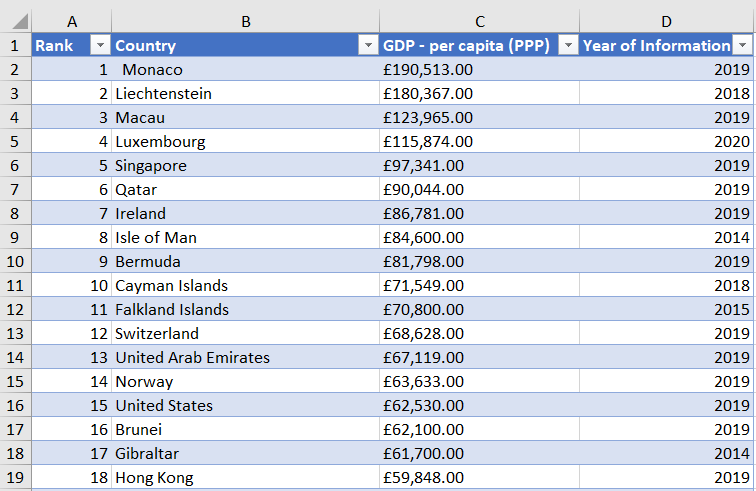 A B C D
1 Rank Country GDP - per capita (PPP) Year of Information
2 1 Monaco £190,513.00 2019
3 2 Liechtenstein £180,367.00 2018
4 3 Macau £123,965.00 2019
5 4 Luxembourg £115,874.00 2020
6 5 Singapore £97,341.00 2019
7 6 Qatar £90,044.00 2019
8 7 Ireland £86,781.00 2019
9 8 Isle of Man £84,600.00 2014
10 9 Bermuda £81,798.00 2019
11 10 Cayman Islands £71,549.00 2018
12 11 Falkland Islands £70,800.00 2015
13 12 Switzerland £68,628.00 2019
14 13 United Arab Emirates £67,119.00 2019
15 14 Norway £63,633.00 2019
16 15 United States £62,530.00 2019
17 16 Brunei £62,100.00 2019
18 17 Gibraltar £61,700.00 2014
19 18 Hong Kong £59,848.00 2019